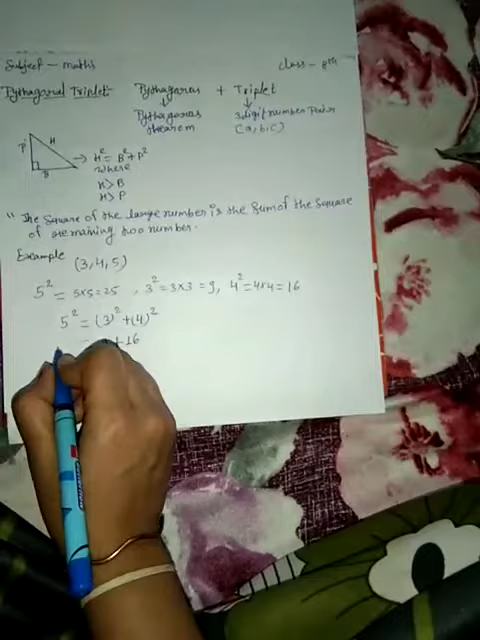 Subject - maths
class - 8th
Pythagorus Triplet - Pythagorus + Triplet
↓ ↓
Pythagorus 3 digit number Pair
theorem (a, b, c)
P H B → H² = B² + P²
where
H > B
H > P
" The square of the large number is the sum of the square
of remaining two number.
Example (3, 4, 5)
5² = 5×5 = 25 , 3² = 3×3 = 9, 4² = 4×4 = 16
5² = (3)² + (4)²
= + 16